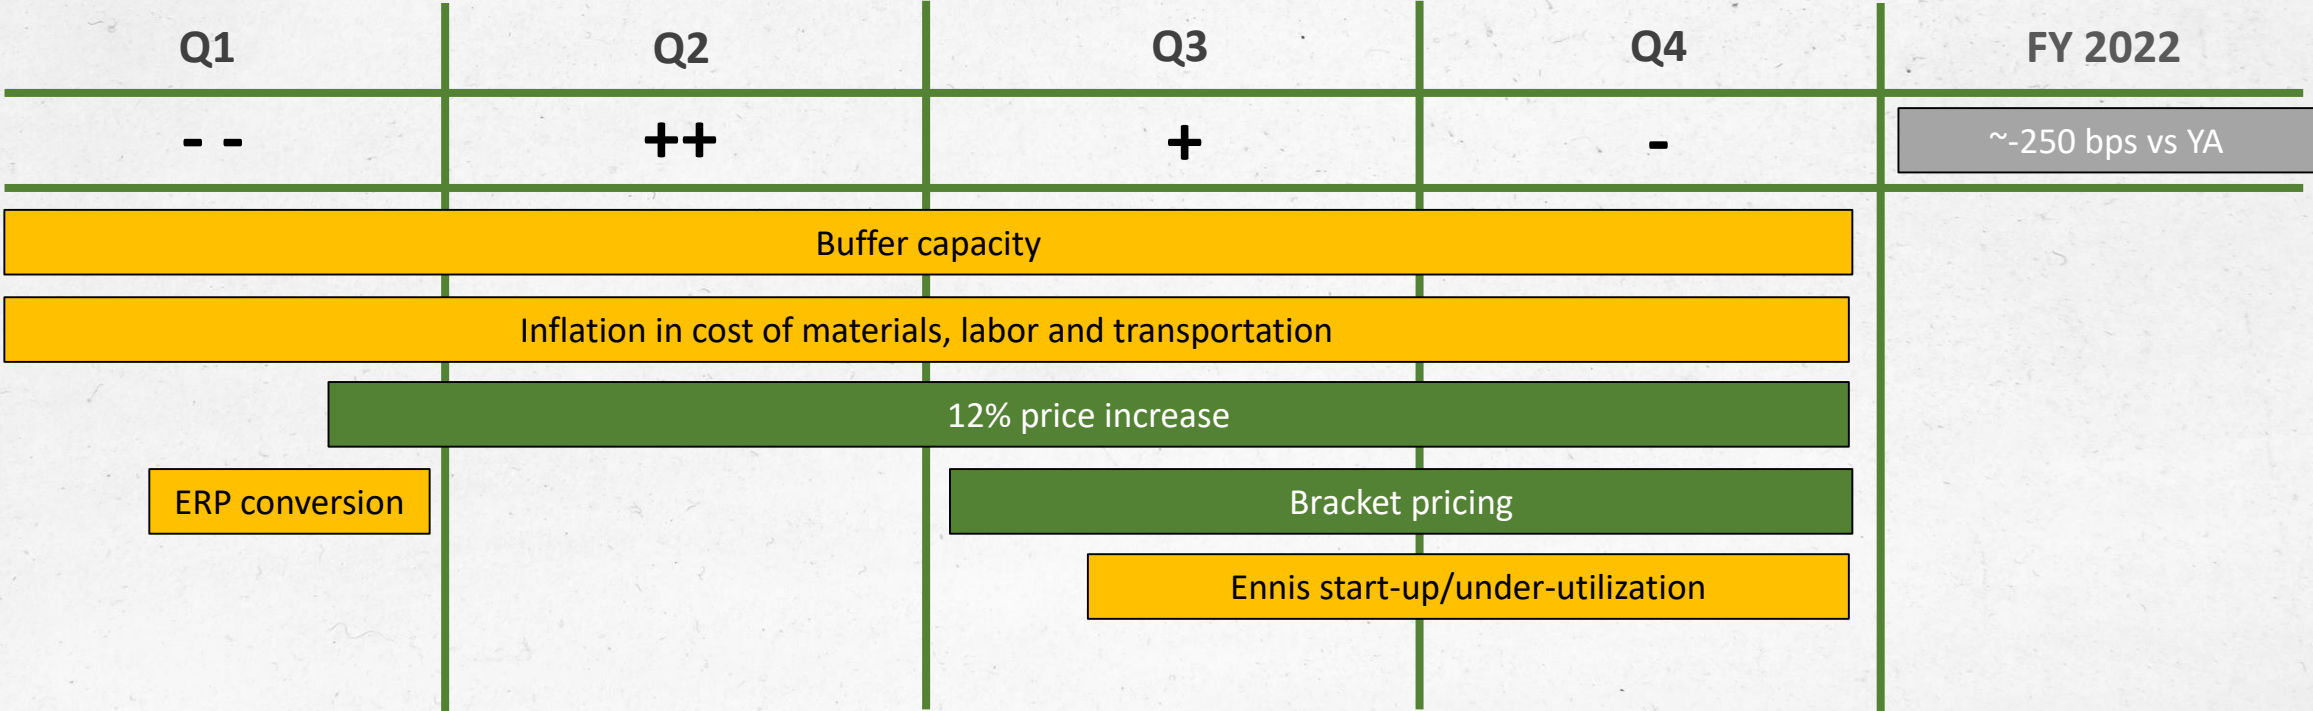 Q1 Q2 Q3 Q4 FY 2022
- - ++ + - ~-250 bps vs YA
Buffer capacity
Inflation in cost of materials, labor and transportation
12% price increase
ERP conversion Bracket pricing
Ennis start-up/under-utilization